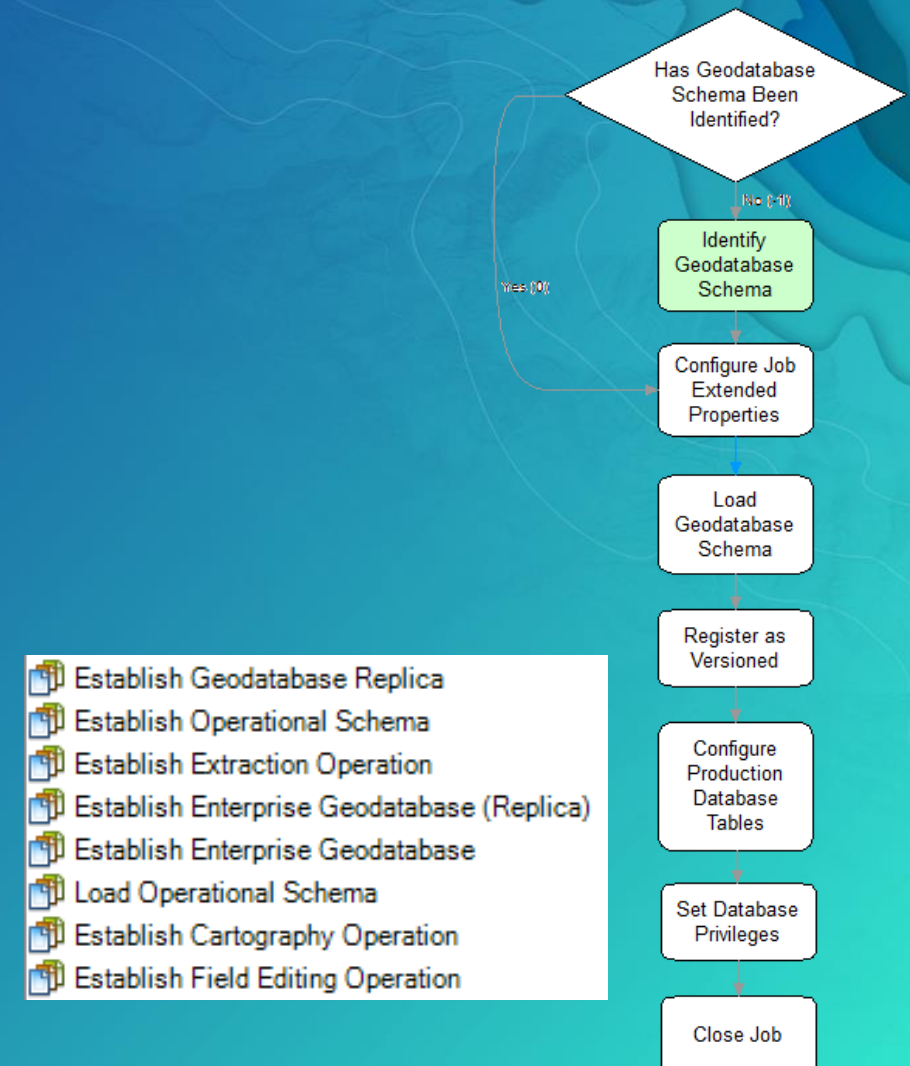 Has Geodatabase
Schema Been
Identified?
No (-1)
Identify
Geodatabase
Schema
Yes (0)
Configure Job
Extended
Properties
Load
Geodatabase
Schema
Register as
Versioned
Configure
Production
Database
Tables
Set Database
Privileges
Close Job
Establish Geodatabase Replica
Establish Operational Schema
Establish Extraction Operation
Establish Enterprise Geodatabase (Replica)
Establish Enterprise Geodatabase
Load Operational Schema
Establish Cartography Operation
Establish Field Editing Operation